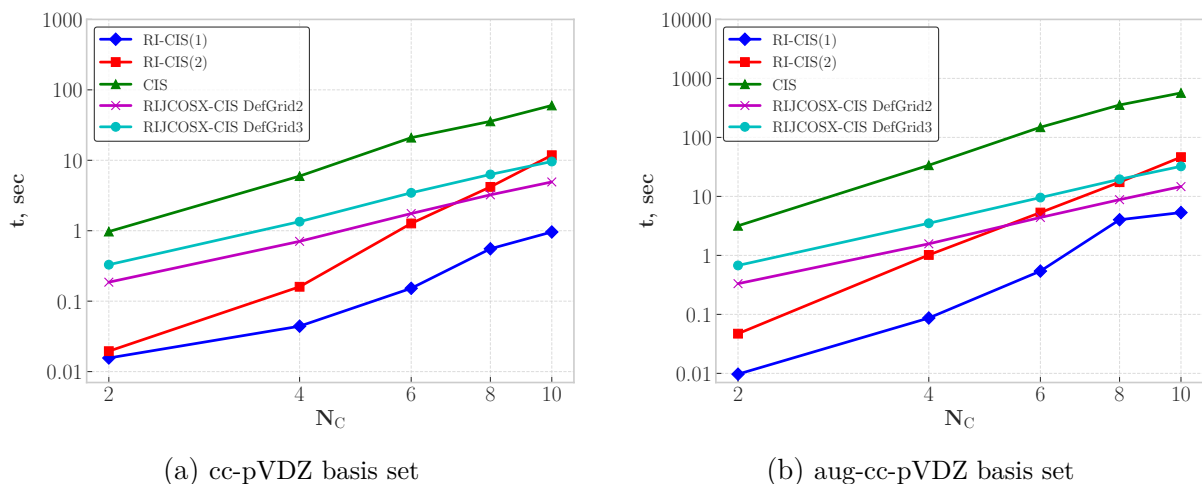 1000
100
10
1
0.1
0.01
t, sec
RI-CIS(1)
RI-CIS(2)
CIS
RIJCOSX-CIS DefGrid2
RIJCOSX-CIS DefGrid3
2 4 6 8 10
N_C
(a) cc-pVDZ basis set
10000
1000
100
10
1
0.1
0.01
t, sec
RI-CIS(1)
RI-CIS(2)
CIS
RIJCOSX-CIS DefGrid2
RIJCOSX-CIS DefGrid3
2 4 6 8 10
N_C
(b) aug-cc-pVDZ basis set